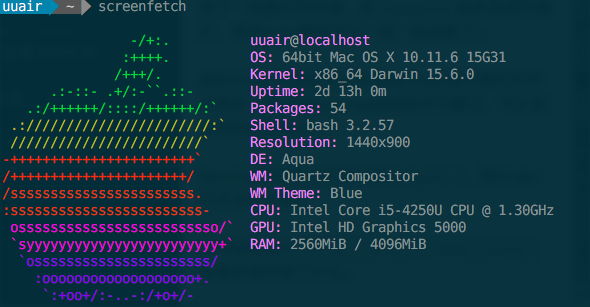 uuair ~ screenfetch
-/+:. uuair@localhost
:++++. OS: 64bit Mac OS X 10.11.6 15G31
/+++/. Kernel: x86_64 Darwin 15.6.0
.:-::- .+/:-``.::- Uptime: 2d 13h 0m
.:/++++++/::::/++++++/:` Packages: 54
.:///////////////////////:` Shell: bash 3.2.57
////////////////////////` Resolution: 1440x900
-+++++++++++++++++++++++` DE: Aqua
/++++++++++++++++++++++/ WM: Quartz Compositor
/sssssssssssssssssssssss. WM Theme: Blue
:ssssssssssssssssssssssss- CPU: Intel Core i5-4250U CPU @ 1.30GHz
osssssssssssssssssssssssso/` GPU: Intel HD Graphics 5000
`syyyyyyyyyyyyyyyyyyyyyyyy+` RAM: 2560MiB / 4096MiB
`ossssssssssssssssssssss/
:ooooooooooooooooooo+.
`:+oo+/:-..-:/+o+/-